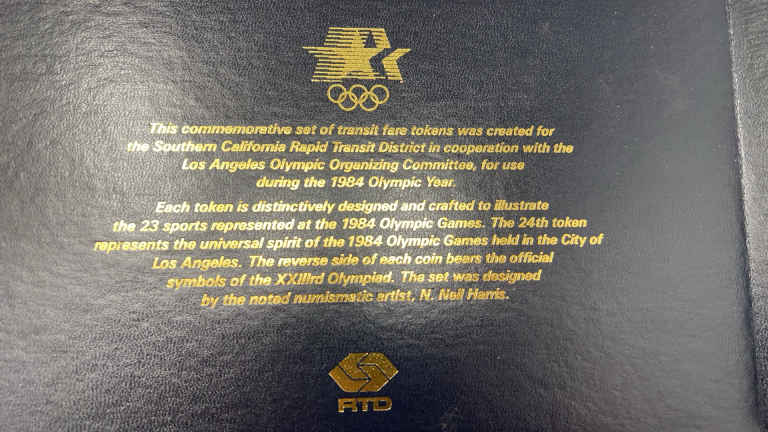 This commemorative set of transit fare tokens was created for
the Southern California Rapid Transit District in cooperation with the
Los Angeles Olympic Organizing Committee, for use
during the 1984 Olympic Year.
Each token is distinctively designed and crafted to illustrate
the 23 sports represented at the 1984 Olympic Games. The 24th token
represents the universal spirit of the 1984 Olympic Games held in the City of
Los Angeles. The reverse side of each coin bears the official
symbols of the XXIIIrd Olympiad. The set was designed
by the noted numismatic artist, N. Neil Harris.
RTD